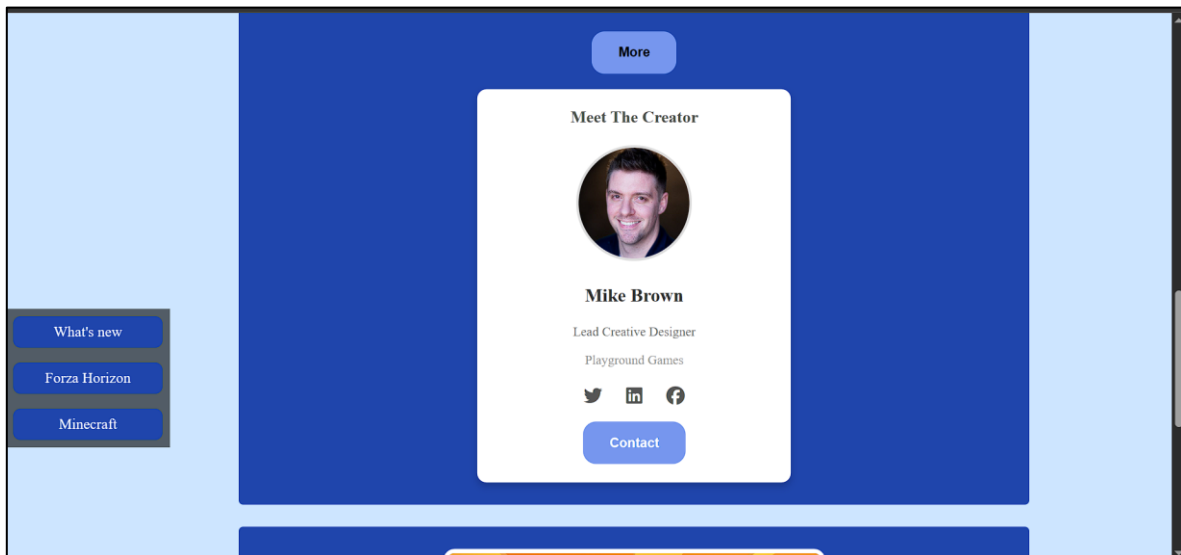 More
Meet The Creator
Mike Brown
Lead Creative Designer
Playground Games
Contact
What's new
Forza Horizon
Minecraft